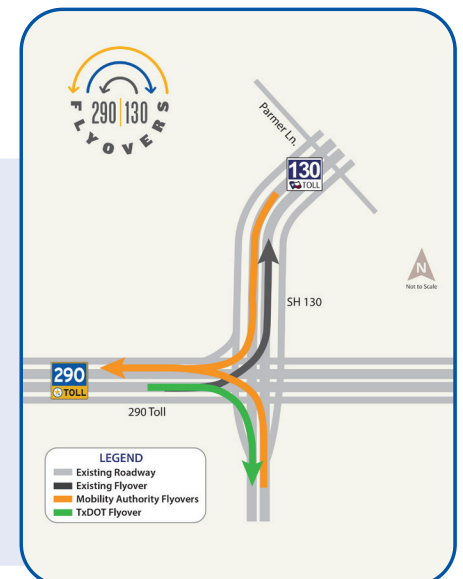 290|130
FLYOVERS
Parmer Ln.
130
TOLL
N
Not to Scale
SH 130
290
TOLL
290 Toll
LEGEND
Existing Roadway
Existing Flyover
Mobility Authority Flyovers
TxDOT Flyover